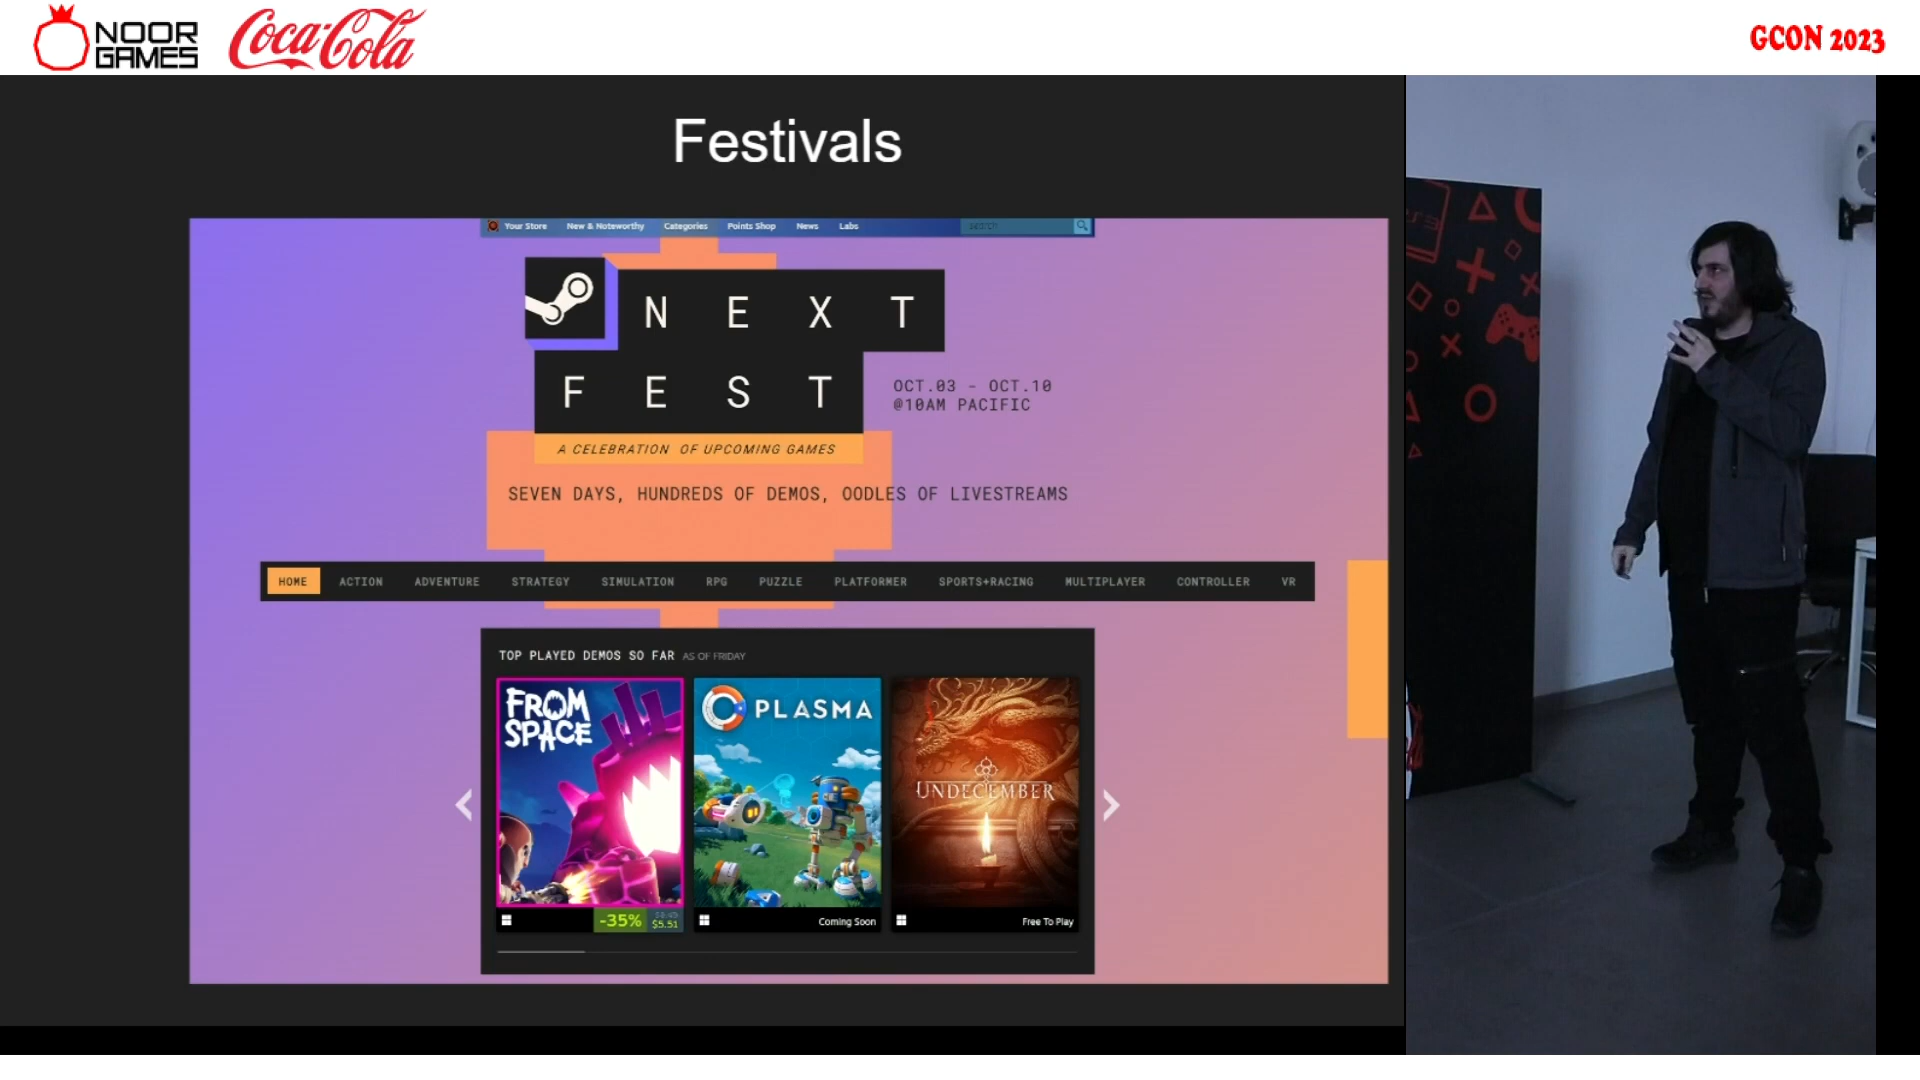 NOOR
GAMES
Coca-Cola
GCON 2023
Festivals
Your Store New & Noteworthy Categories Points Shop News Labs search
NEXT
FEST
OCT.03 - OCT.10
@10AM PACIFIC
A CELEBRATION OF UPCOMING GAMES
SEVEN DAYS, HUNDREDS OF DEMOS, OODLES OF LIVESTREAMS
HOME ACTION ADVENTURE STRATEGY SIMULATION RPG PUZZLE PLATFORMER SPORTS+RACING MULTIPLAYER CONTROLLER VR
TOP PLAYED DEMOS SO FAR AS OF FRIDAY
FROM
SPACE
PLASMA
UNDECEMBER
-35%
$5.51
Coming Soon
Free To Play